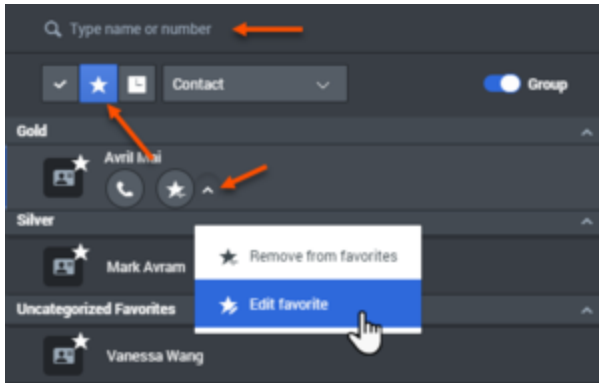 Type name or number
Contact
Group
Gold
Avril Mai
Silver
Remove from favorites
Mark Avram
Edit favorite
Uncategorized Favorites
Vanessa Wang